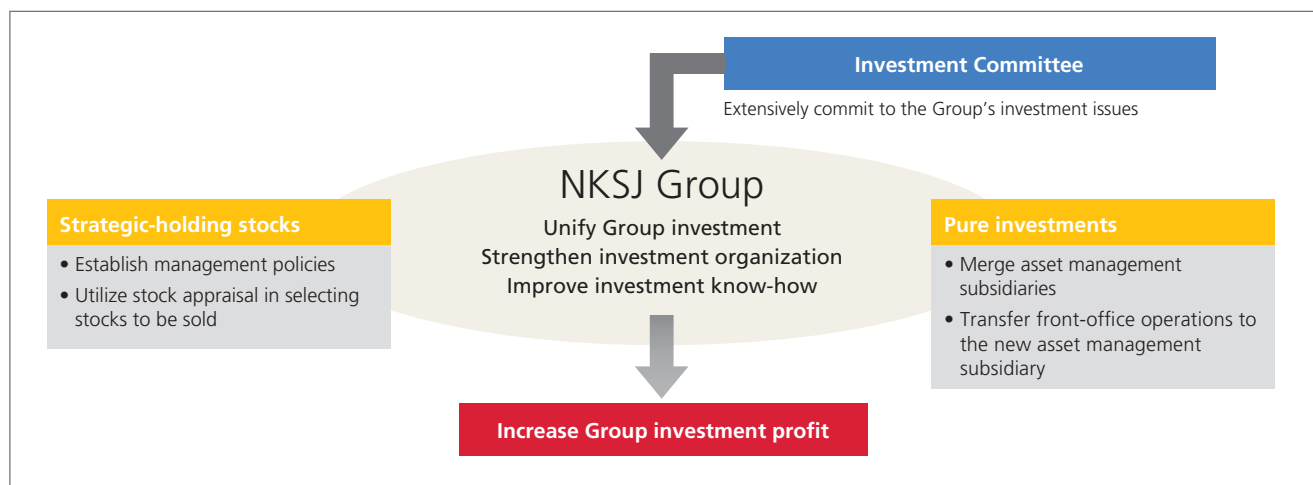 Investment Committee
Extensively commit to the Group’s investment issues
NKSJ Group
Unify Group investment
Strengthen investment organization
Improve investment know-how
Strategic-holding stocks
• Establish management policies
• Utilize stock appraisal in selecting
stocks to be sold
Pure investments
• Merge asset management
subsidiaries
• Transfer front-office operations to
the new asset management
subsidiary
Increase Group investment profit